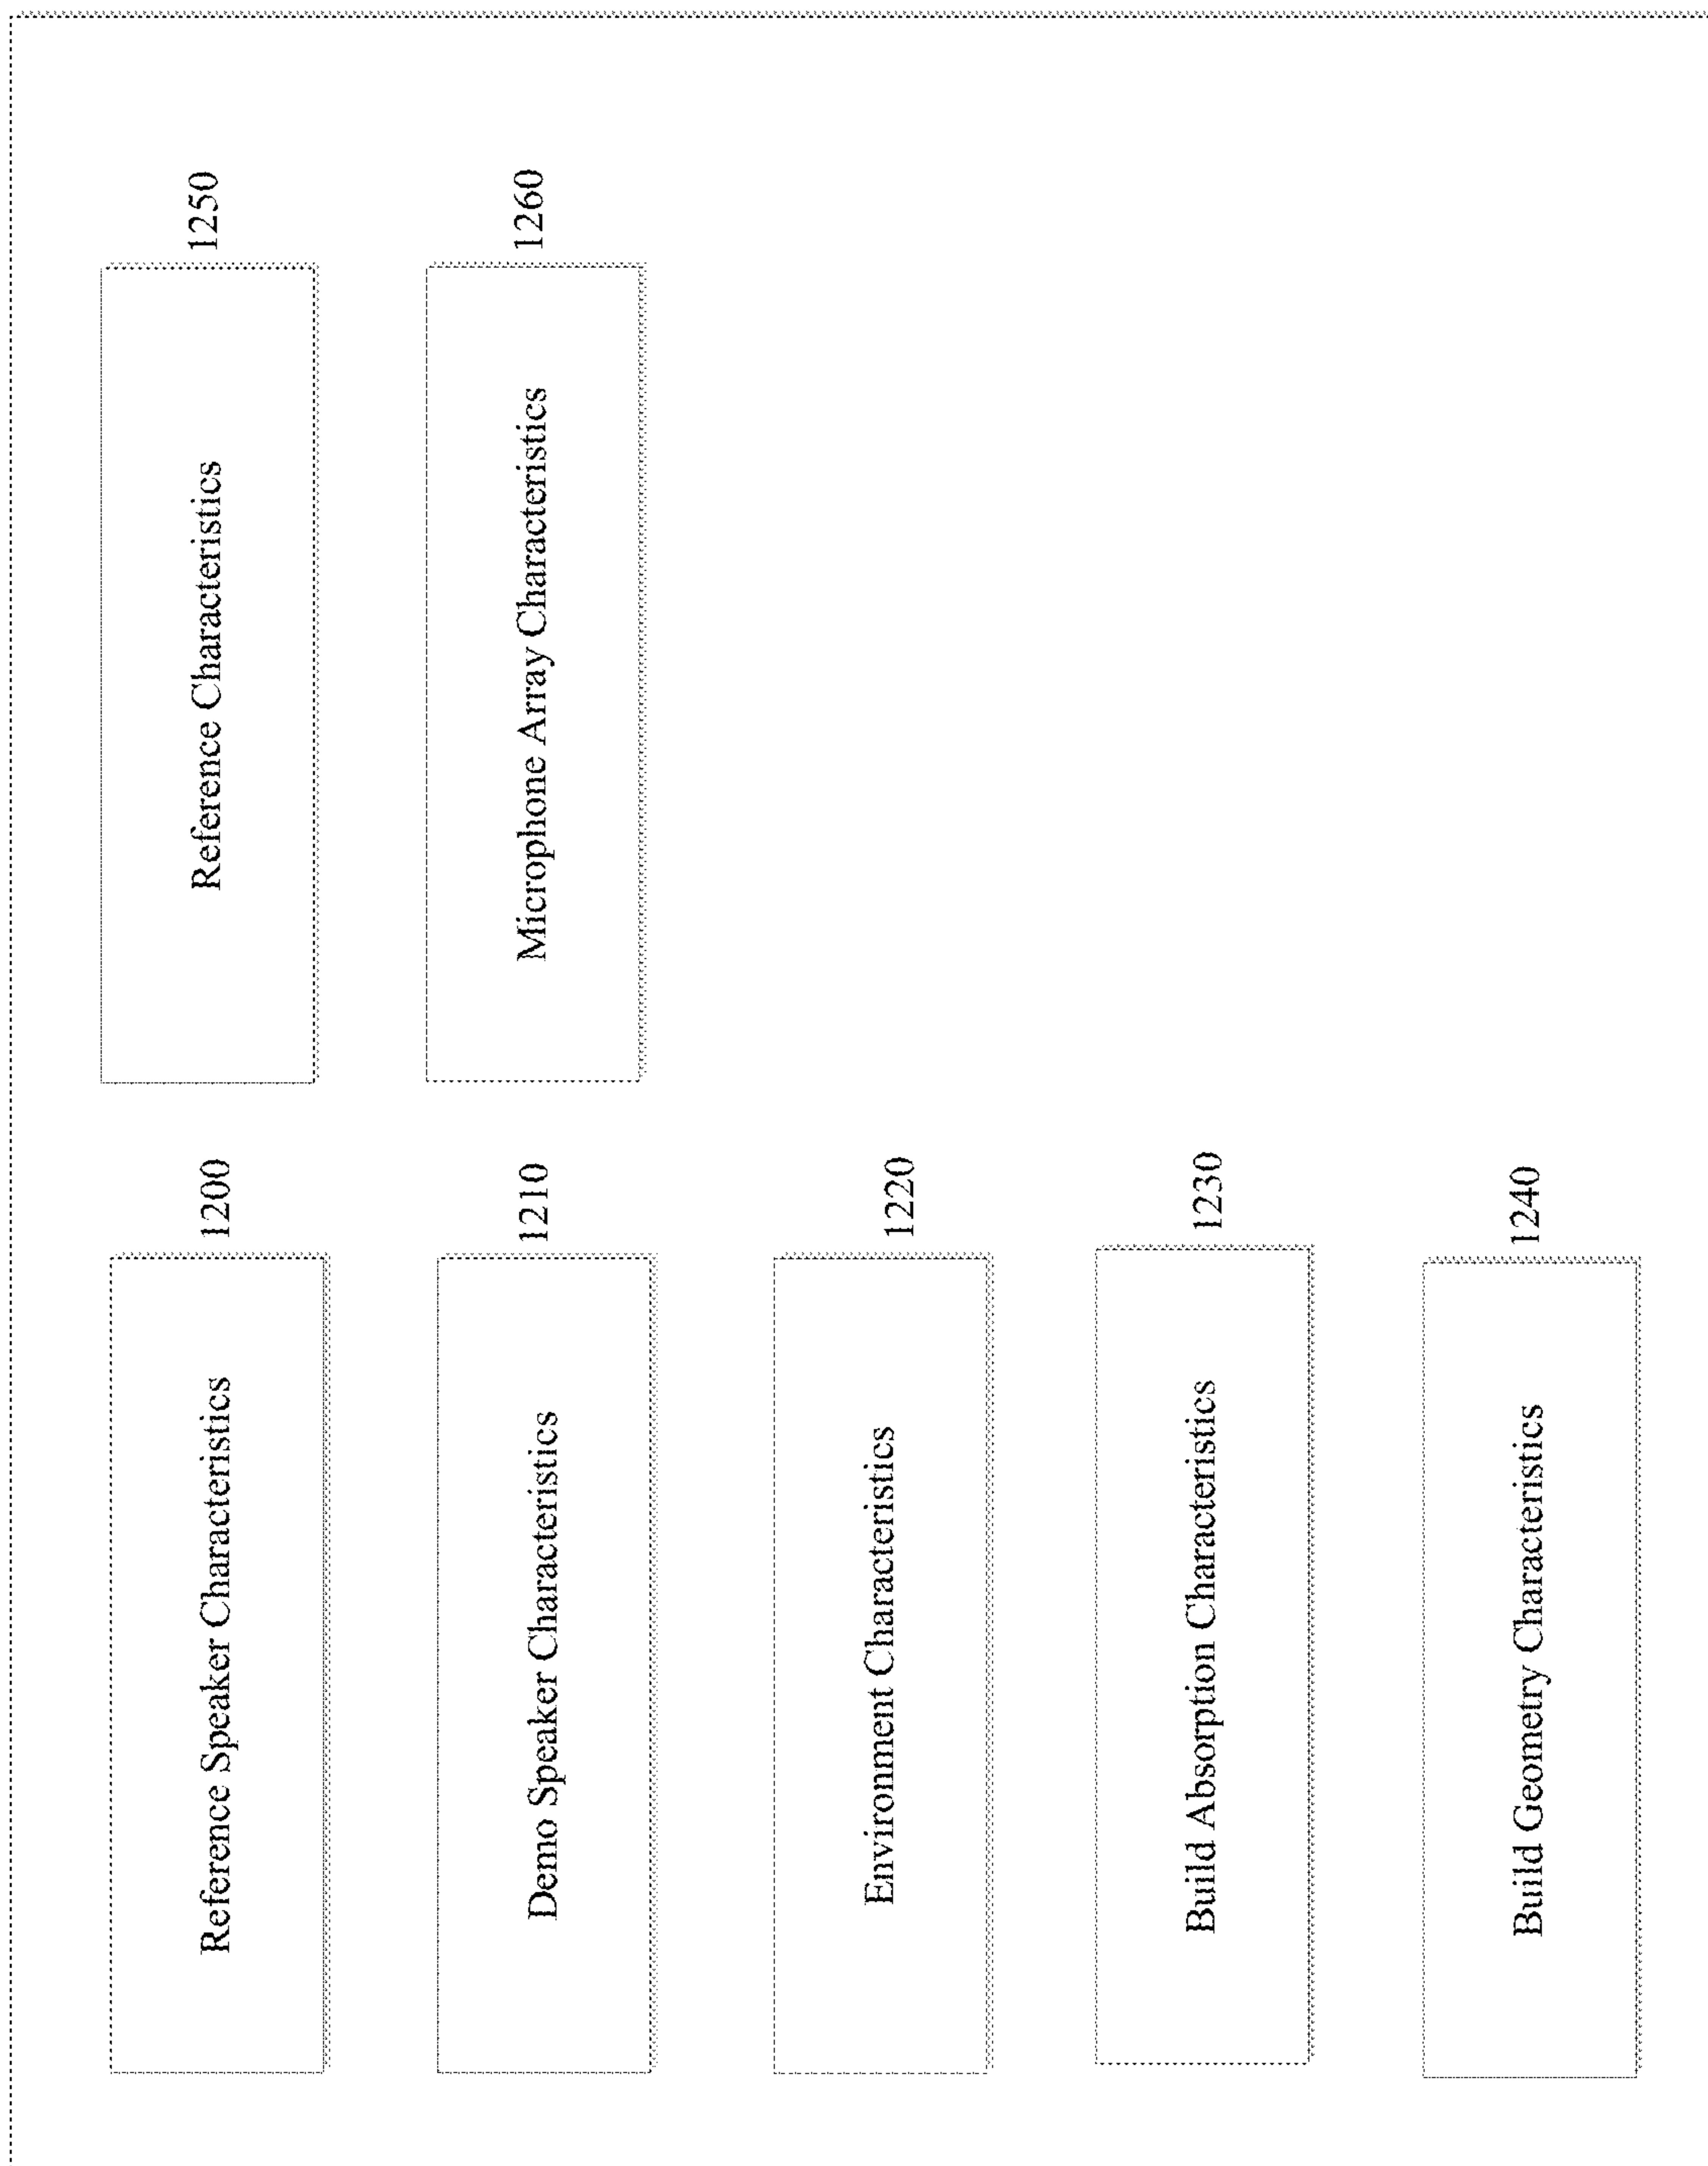 Reference Speaker Characteristics
1200
Demo Speaker Characteristics
1210
Environment Characteristics
1220
Build Absorption Characteristics
1230
Build Geometry Characteristics
1240
Reference Characteristics
1250
Microphone Array Characteristics
1260